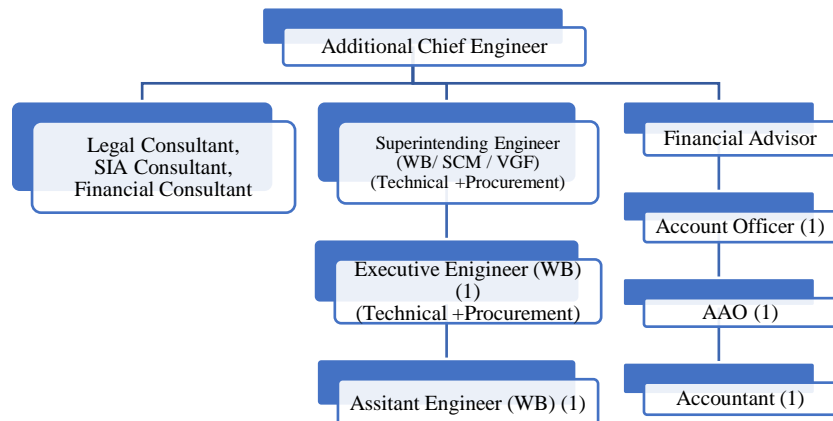 Additional Chief Engineer
Legal Consultant,
SIA Consultant,
Financial Consultant
Superintending Engineer
(WB/ SCM / VGF)
(Technical +Procurement)
Financial Advisor
Account Officer (1)
Executive Enigineer (WB)
(1)
(Technical +Procurement)
AAO (1)
Assitant Engineer (WB) (1)
Accountant (1)